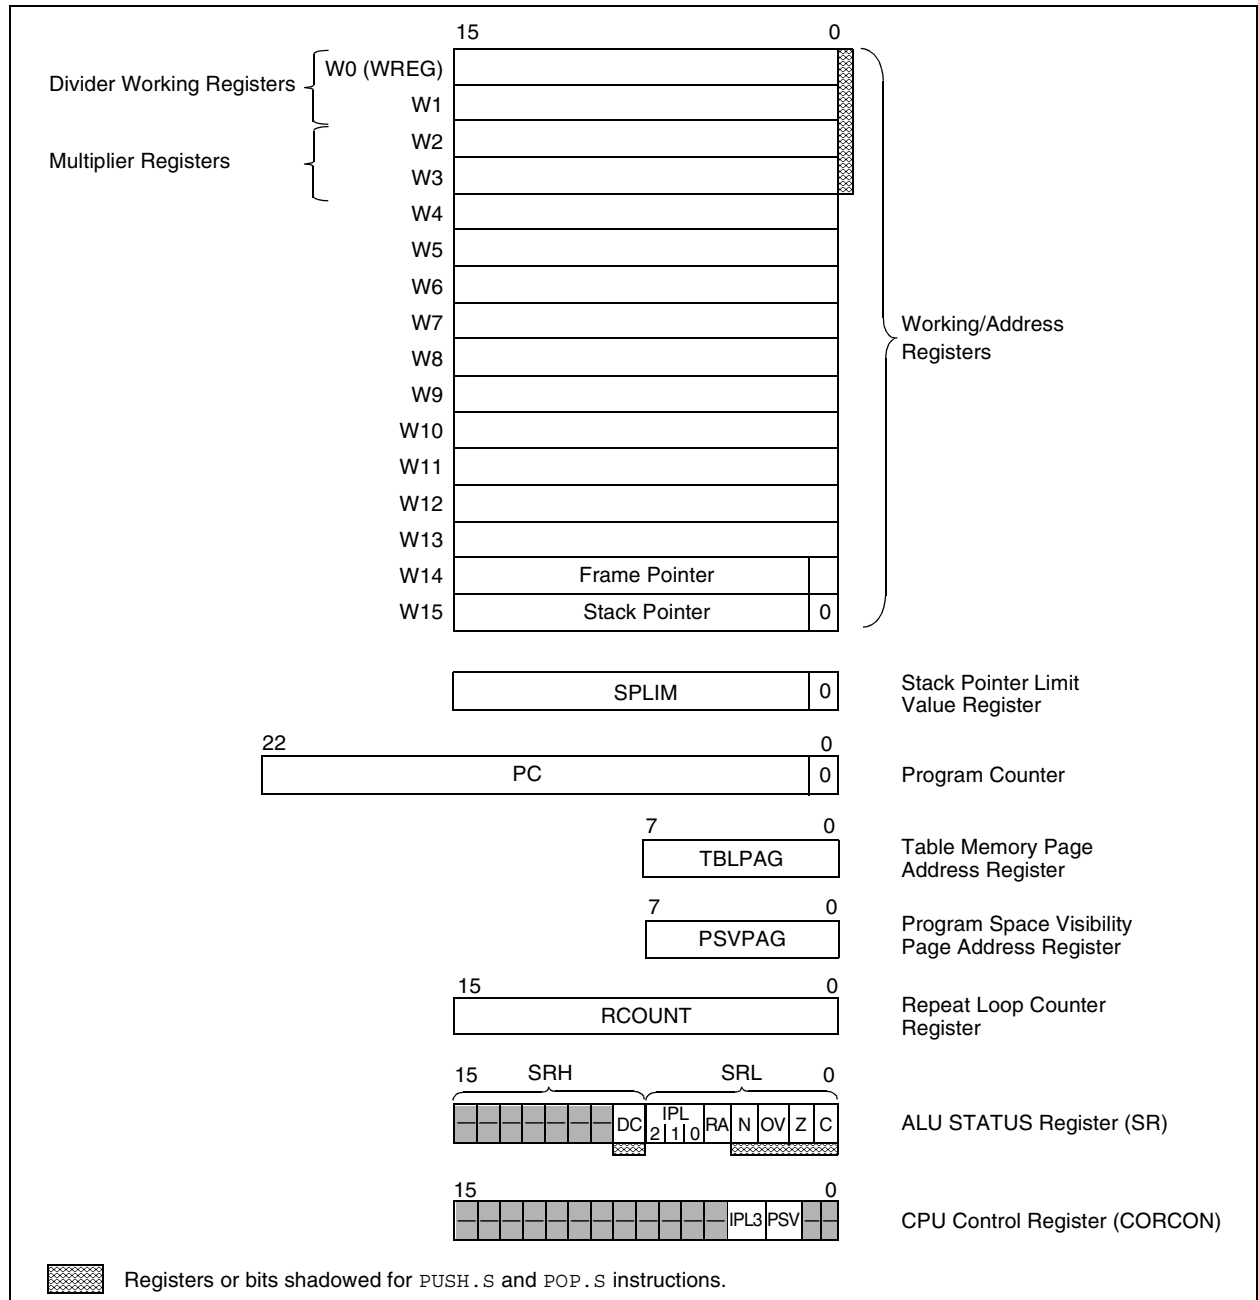 15 0
W0 (WREG)
Divider Working Registers
W1
W2
Multiplier Registers
W3
W4
W5
W6
W7
Working/Address
Registers
W8
W9
W10
W11
W12
W13
W14 Frame Pointer
W15 Stack Pointer 0
SPLIM 0
Stack Pointer Limit
Value Register
22 0
PC 0
Program Counter
7 0
TBLPAG
Table Memory Page
Address Register
7 0
PSVPAG
Program Space Visibility
Page Address Register
15 0
RCOUNT
Repeat Loop Counter
Register
15 SRH SRL 0
— — — — — — — DC IPL 2 1 0 RA N OV Z C
ALU STATUS Register (SR)
15 0
— — — — — — — — — — — — IPL3 PSV — —
CPU Control Register (CORCON)
Registers or bits shadowed for PUSH.S and POP.S instructions.